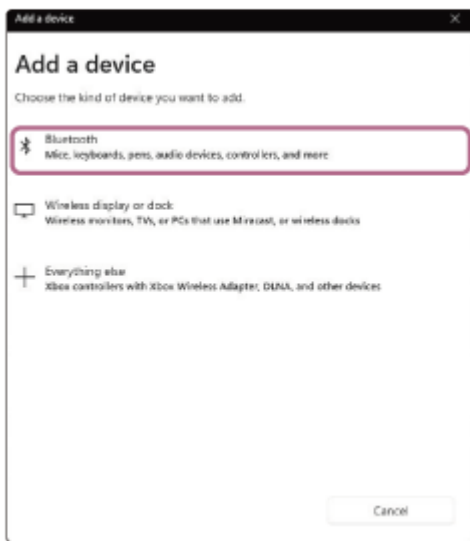 Add a device
Add a device
Choose the kind of device you want to add.
Bluetooth
Mice, keyboards, pens, audio devices, controllers, and more
Wireless display or dock
Wireless monitors, TVs, or PCs that use Miracast, or wireless docks
Everything else
Xbox controllers with Xbox Wireless Adapter, DLNA, and other devices
Cancel